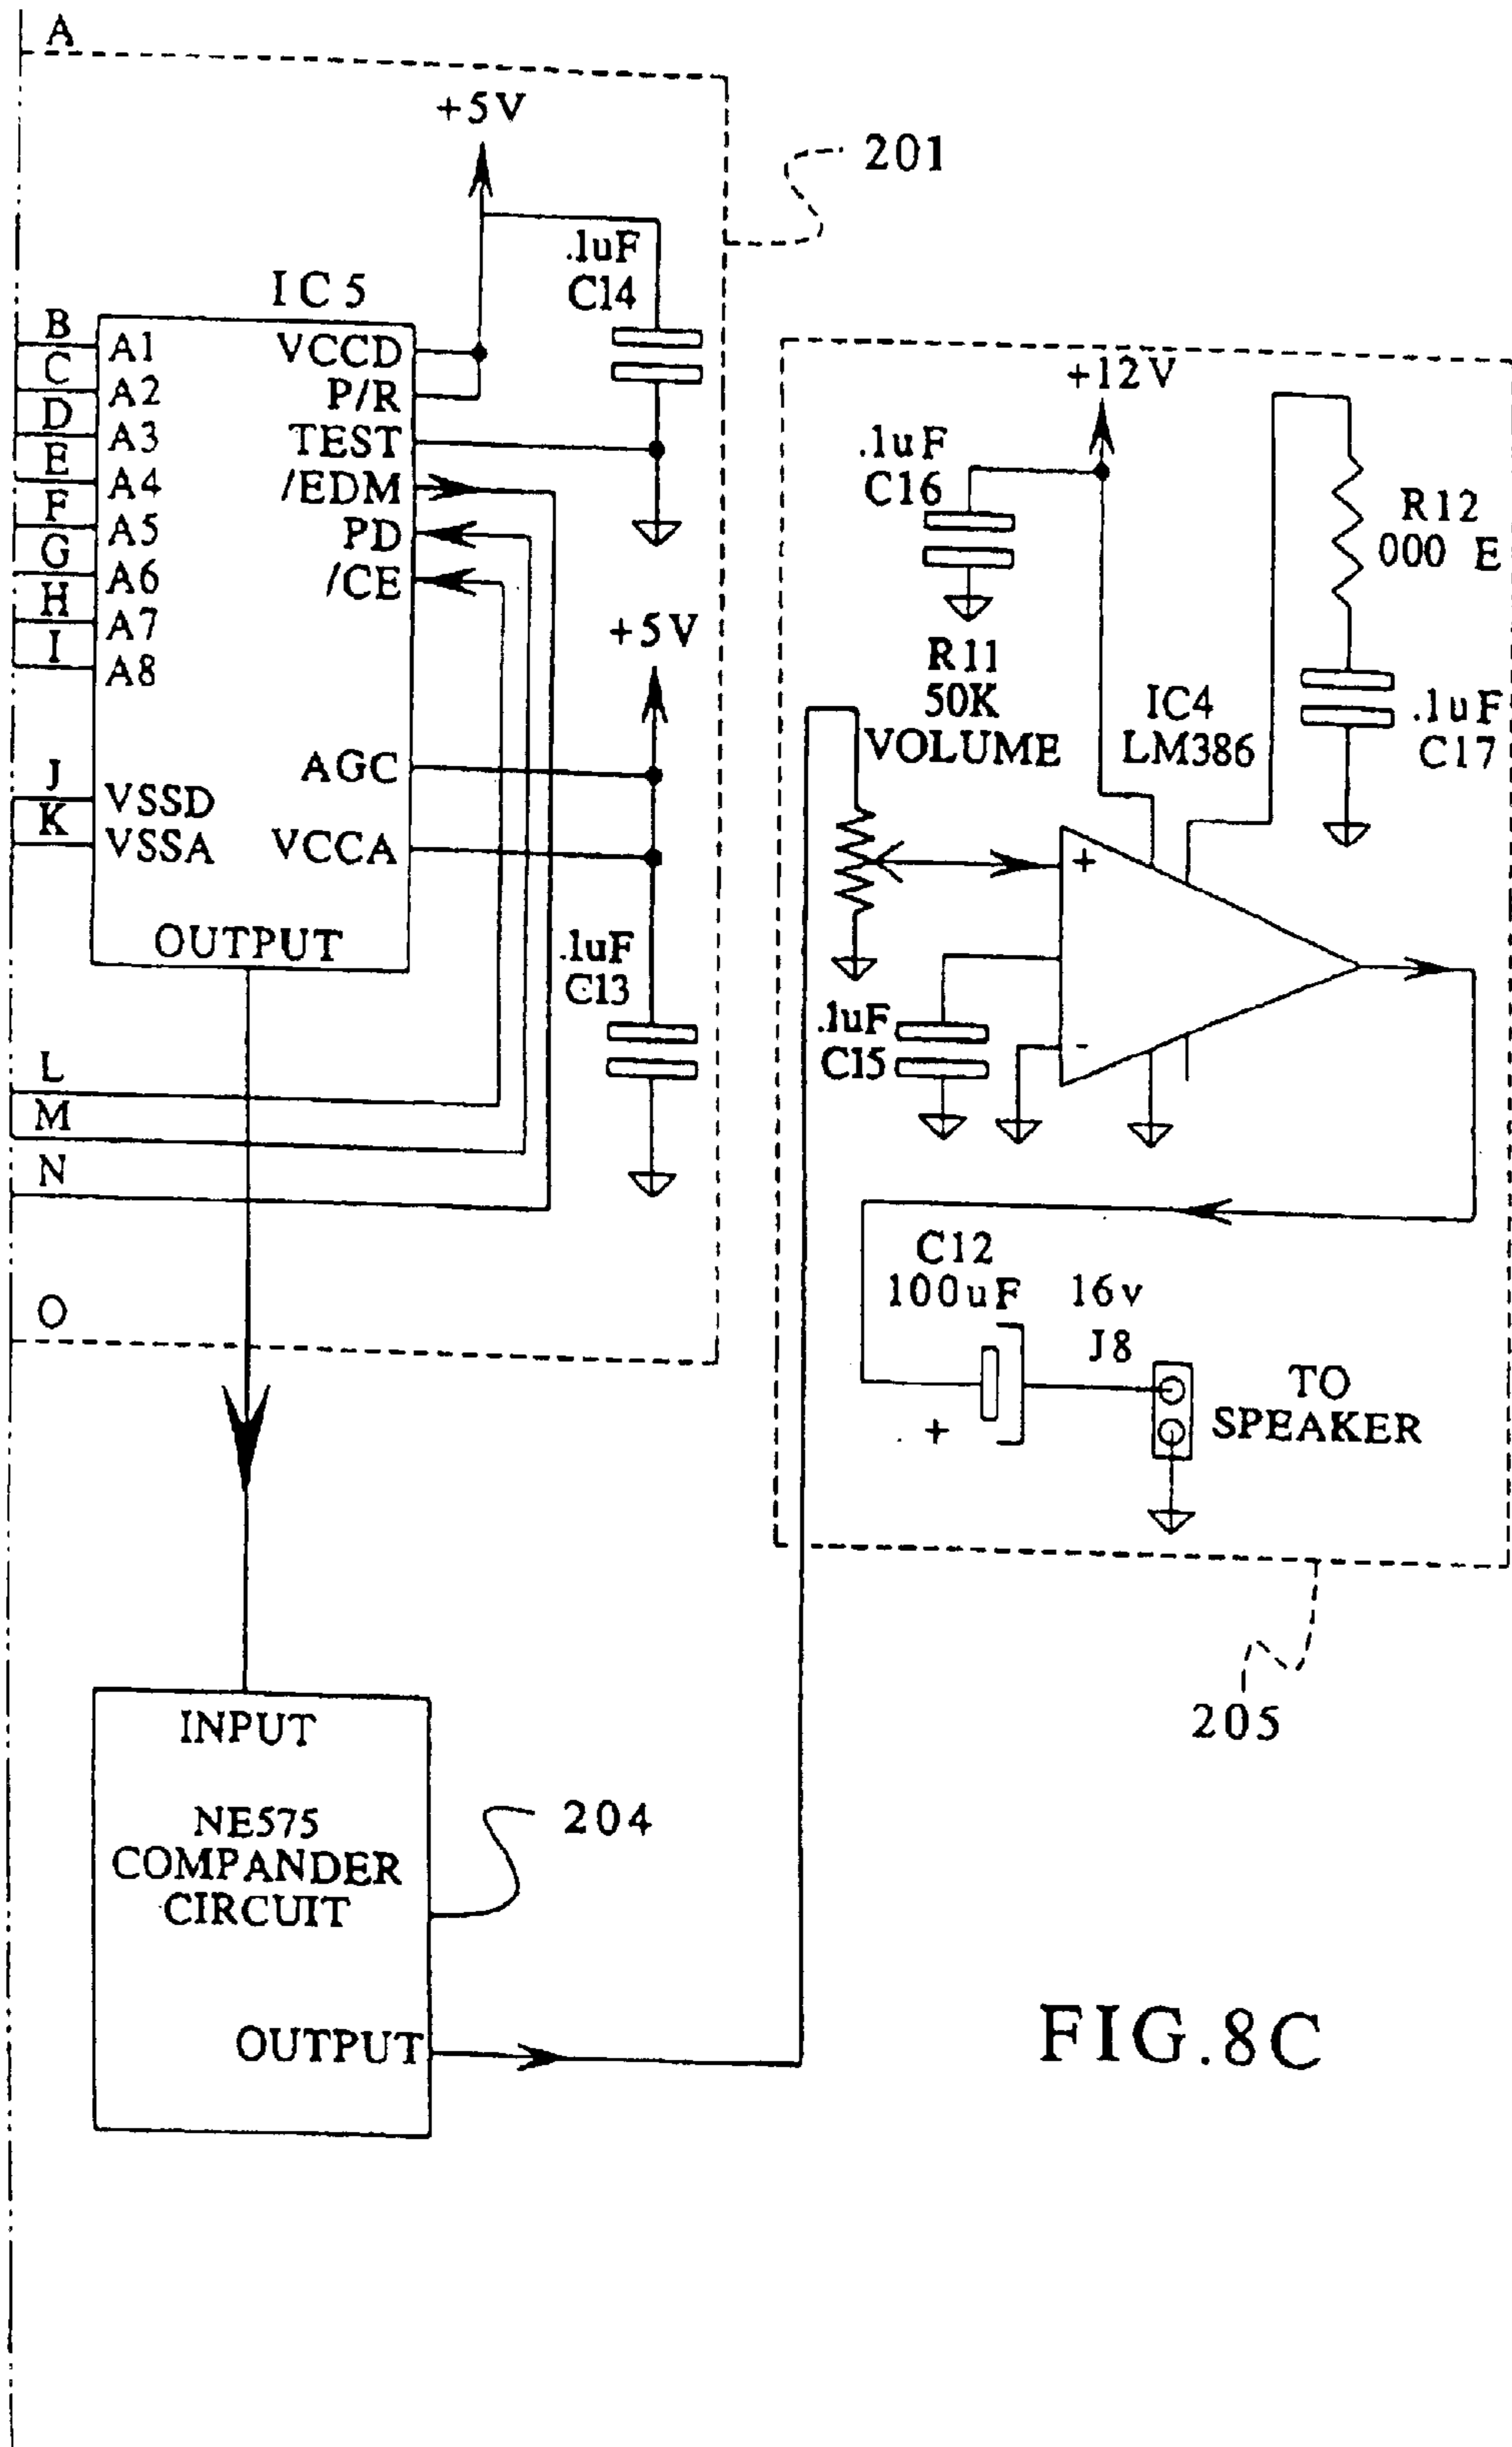 A
+5V
201
.1uF
C14
IC5
B
C
D
E
F
G
H
I
A1
A2
A3
A4
A5
A6
A7
A8
VCCD
P/R
TEST
/EDM
PD
/CE
+5V
J
K
VSSD
VSSA
AGC
VCCA
OUTPUT
.1uF
C13
L
M
N
O
+12V
.1uF
C16
R12
000 E
R11
50K
VOLUME
IC4
LM386
.1uF
C17
+
-
.1uF
C15
C12
100uF 16v
J8
+
TO
SPEAKER
205
INPUT
NE575
COMPANDER
CIRCUIT
204
OUTPUT
FIG.8C